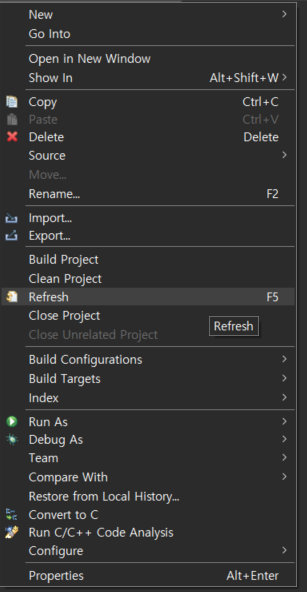 New
Go Into
Open in New Window
Show In Alt+Shift+W
Copy Ctrl+C
Paste Ctrl+V
Delete Delete
Source
Move...
Rename... F2
Import...
Export...
Build Project
Clean Project
Refresh F5
Close Project
Refresh
Close Unrelated Project
Build Configurations
Build Targets
Index
Run As
Debug As
Team
Compare With
Restore from Local History...
Convert to C
Run C/C++ Code Analysis
Configure
Properties Alt+Enter